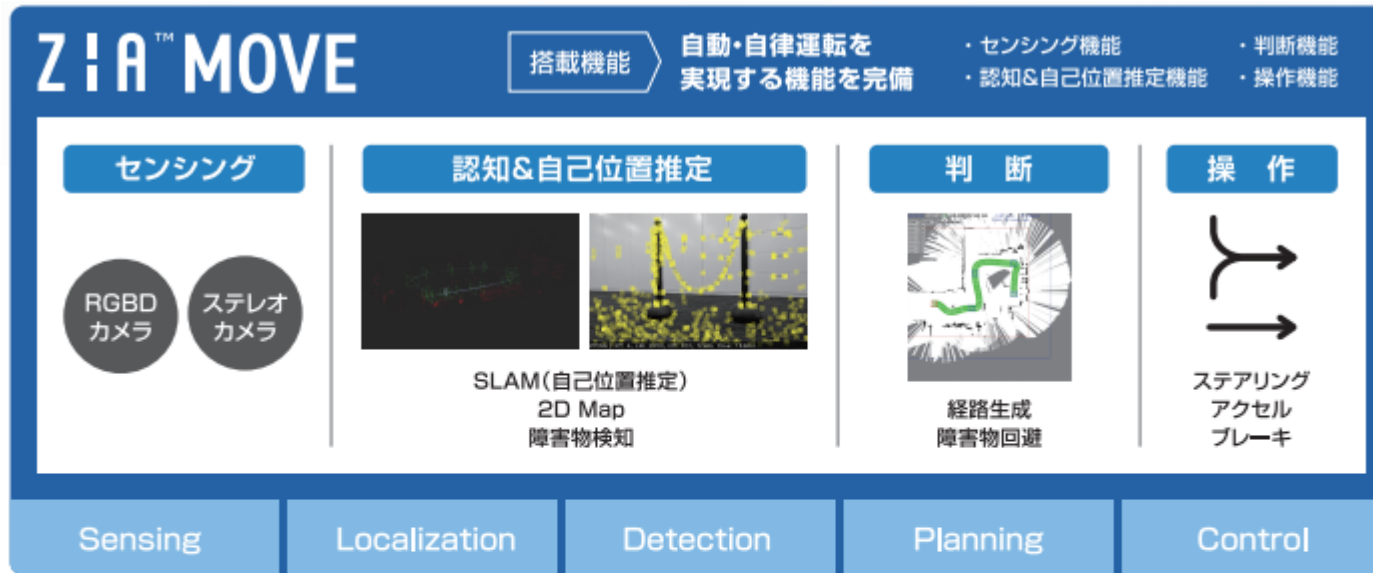 ZIA™ MOVE
搭載機能
自動・自律運転を
実現する機能を完備
・センシング機能
・認知&自己位置推定機能
・判断機能
・操作機能
センシング
RGBD
カメラ
ステレオ
カメラ
認知&自己位置推定
SLAM(自己位置推定)
2D Map
障害物検知
判 断
経路生成
障害物回避
操 作
ステアリング
アクセル
ブレーキ
Sensing
Localization
Detection
Planning
Control